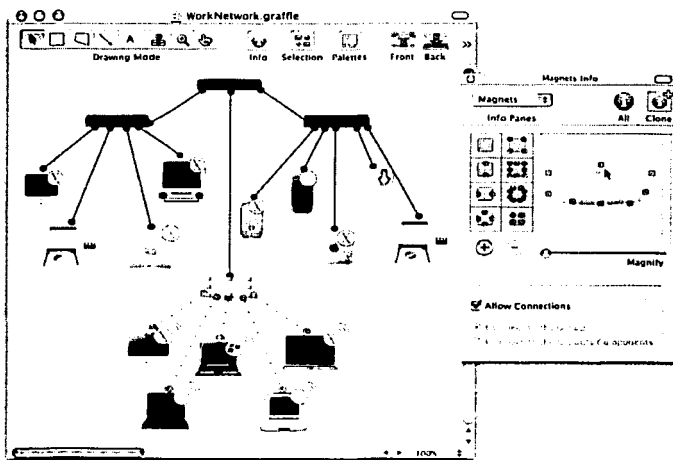 WorkNetwork.graffle
Drawing Mode
Info
Selection
Palettes
Front
Back
A
»
100%
Magnets Info
Magnets
Info Panes
All
Clone
Magnify
Allow Connections